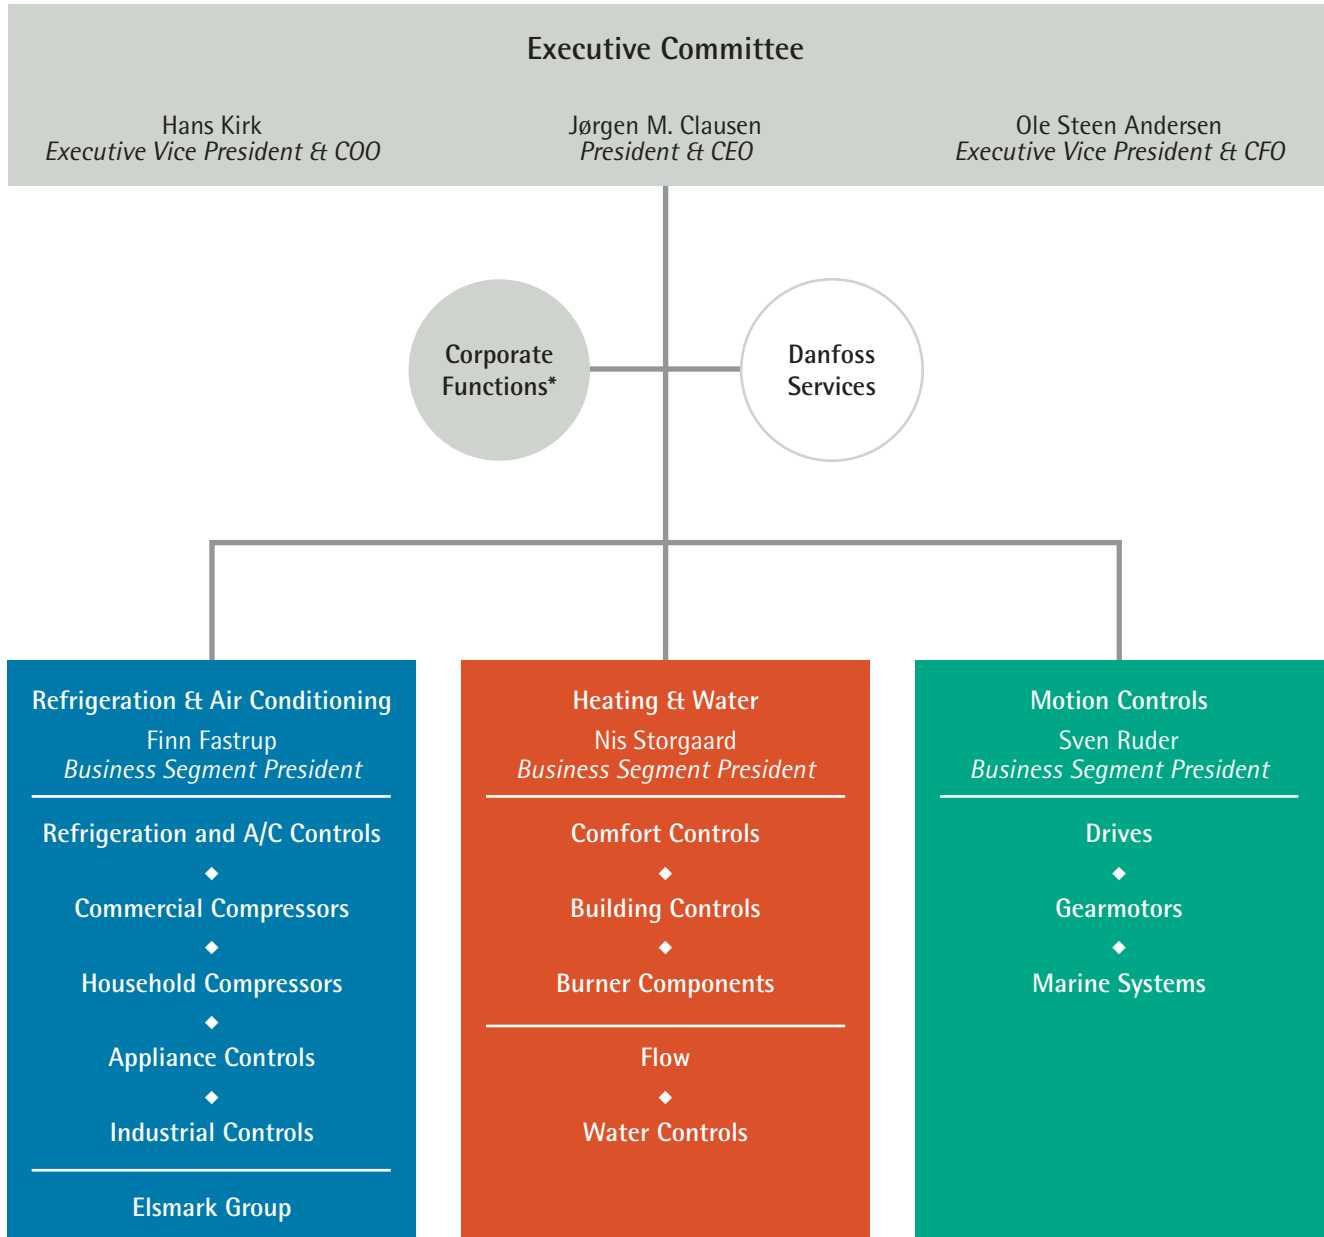 Executive Committee
Hans Kirk
Executive Vice President & COO
Jørgen M. Clausen
President & CEO
Ole Steen Andersen
Executive Vice President & CFO
Corporate
Functions*
Danfoss
Services
Refrigeration & Air Conditioning
Finn Fastrup
Business Segment President
Refrigeration and A/C Controls
Commercial Compressors
Household Compressors
Appliance Controls
Industrial Controls
Elsmark Group
Heating & Water
Nis Storgaard
Business Segment President
Comfort Controls
Building Controls
Burner Components
Flow
Water Controls
Motion Controls
Sven Ruder
Business Segment President
Drives
Gearmotors
Marine Systems